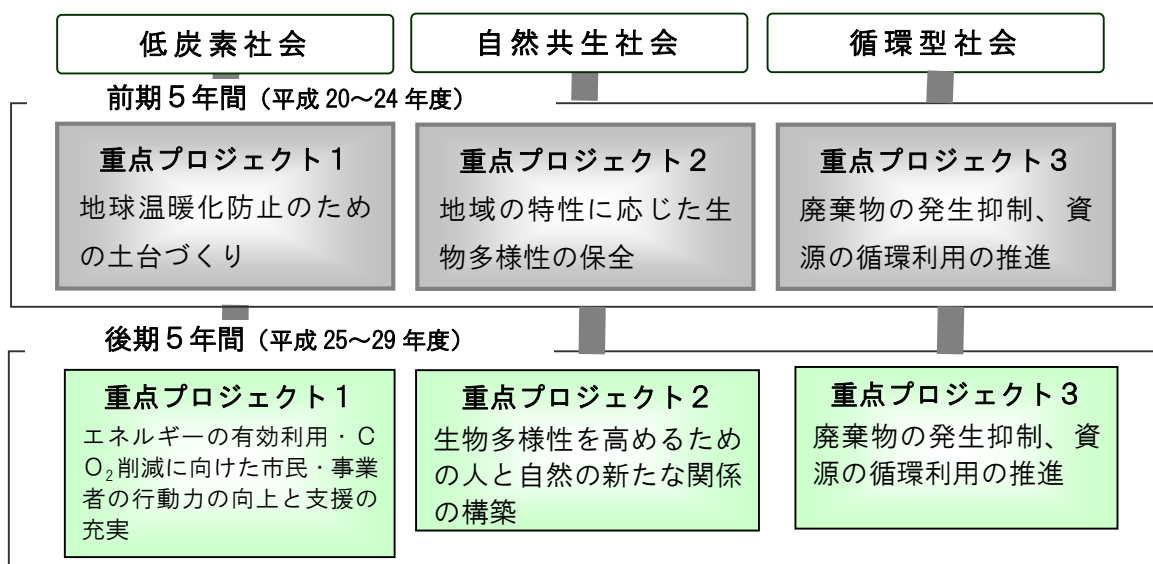 低炭素社会
自然共生社会
循環型社会
前期５年間（平成 20～24 年度）
重点プロジェクト１
地球温暖化防止のため
の土台づくり
重点プロジェクト２
地域の特性に応じた生
物多様性の保全
重点プロジェクト３
廃棄物の発生抑制、資
源の循環利用の推進
後期５年間（平成 25～29 年度）
重点プロジェクト１
エネルギーの有効利用・Ｃ
Ｏ₂削減に向けた市民・事業
者の行動力の向上と支援の
充実
重点プロジェクト２
生物多様性を高めるため
の人と自然の新たな関係
の構築
重点プロジェクト３
廃棄物の発生抑制、資
源の循環利用の推進